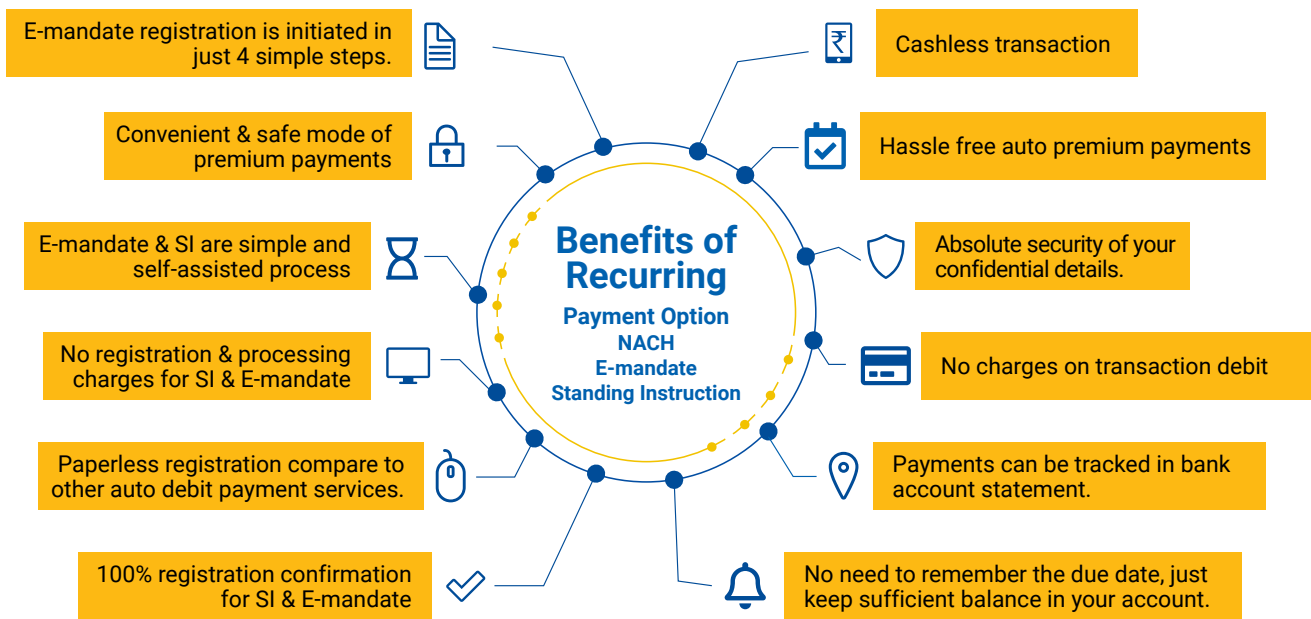 E-mandate registration is initiated in
just 4 simple steps.
Convenient & safe mode of
premium payments
E-mandate & SI are simple and
self-assisted process
No registration & processing
charges for SI & E-mandate
Paperless registration compare to
other auto debit payment services.
100% registration confirmation
for SI & E-mandate
Benefits of
Recurring
Payment Option
NACH
E-mandate
Standing Instruction
₹
Cashless transaction
Hassle free auto premium payments
Absolute security of your
confidential details.
No charges on transaction debit
Payments can be tracked in bank
account statement.
No need to remember the due date, just
keep sufficient balance in your account.